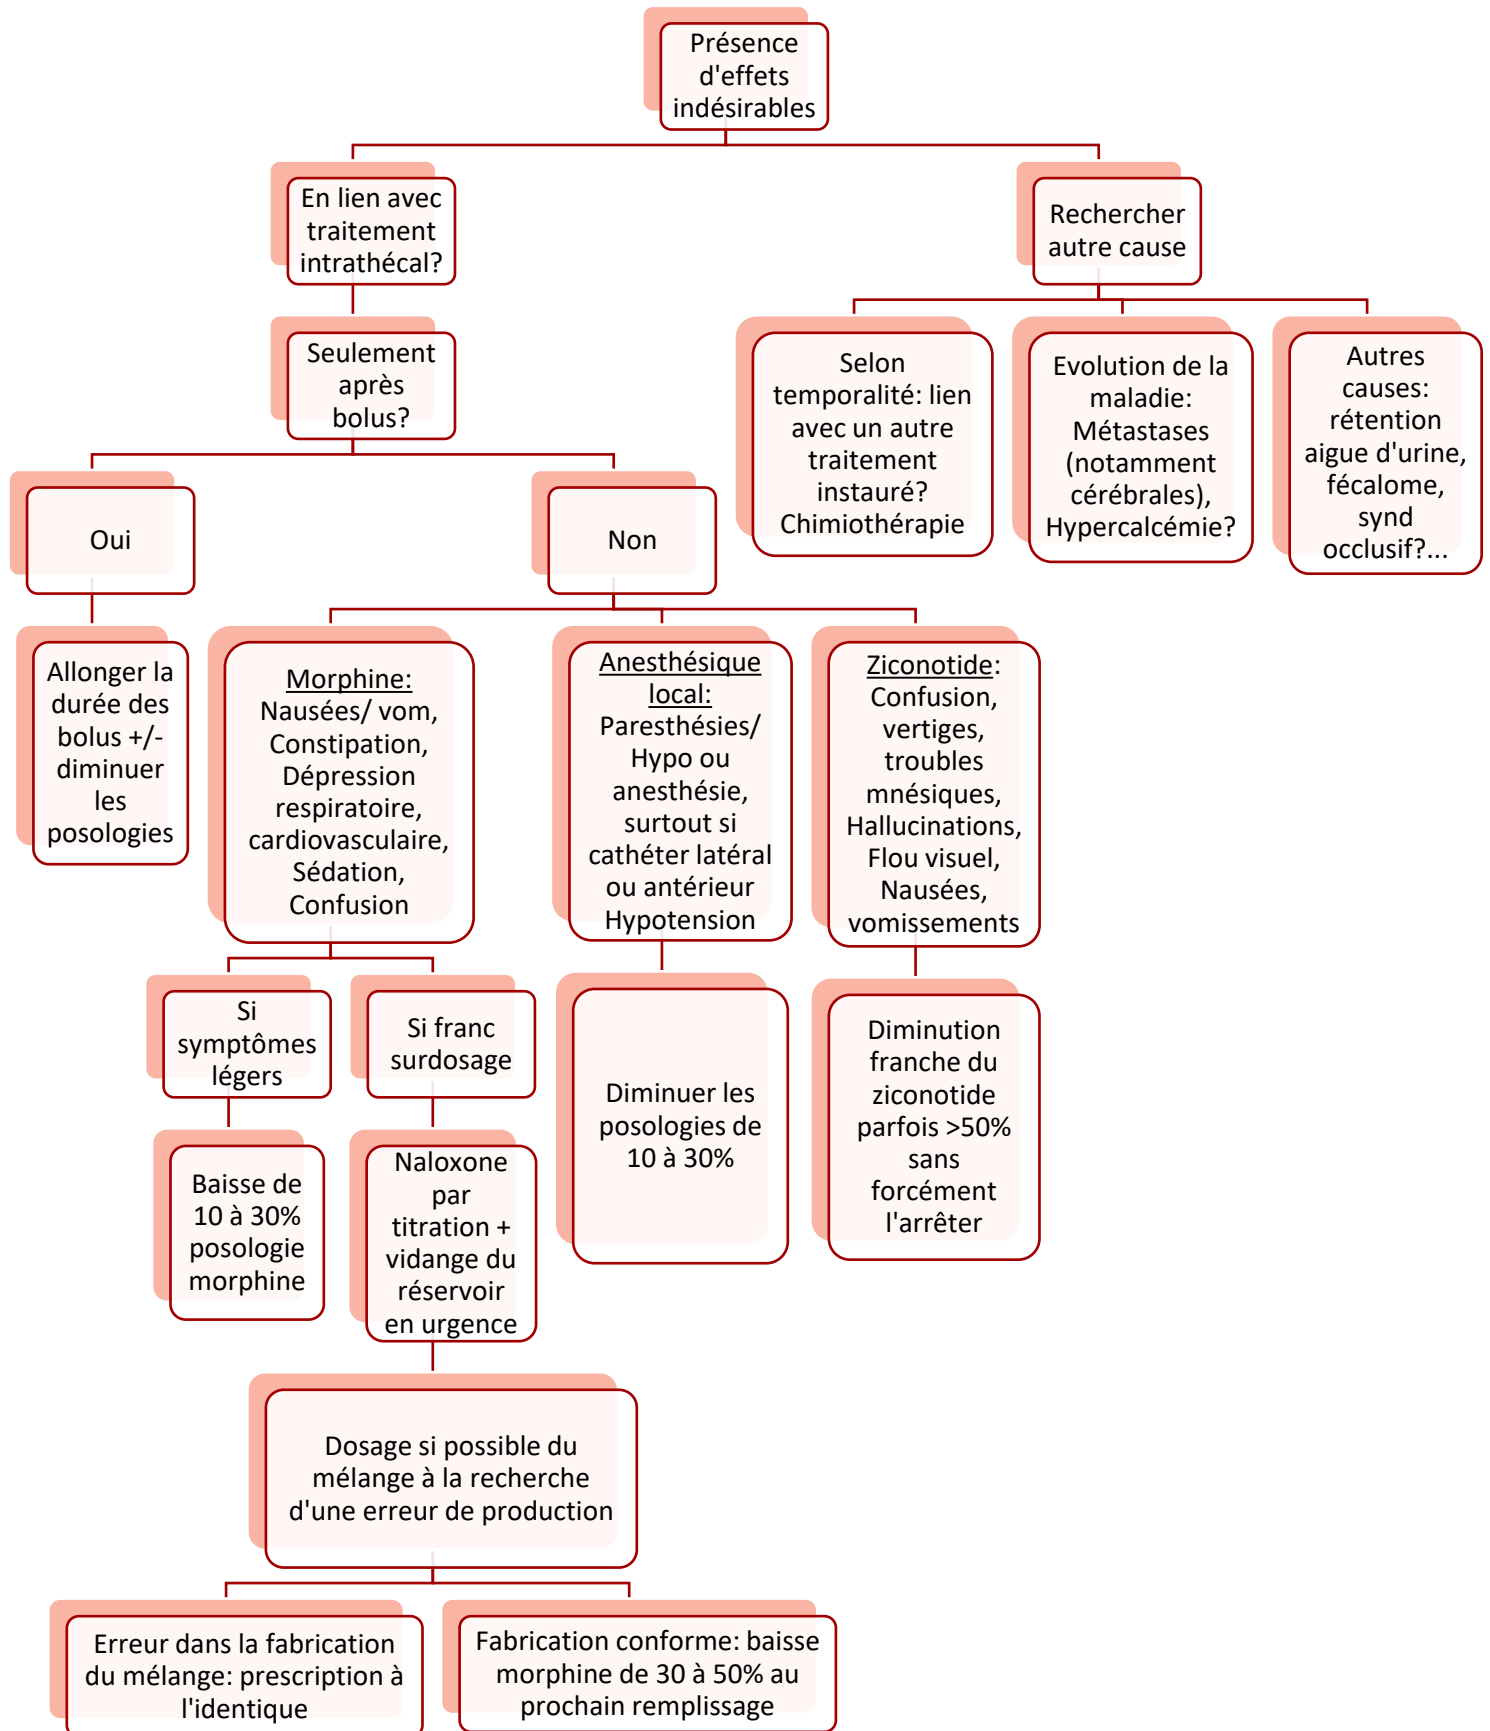 Présence
d'effets
indésirables
En lien avec
traitement
intrathécal?
Rechercher
autre cause
Seulement
après
bolus?
Selon
temporalité: lien
avec un autre
traitement
instauré?
Chimiothérapie
Evolution de la
maladie:
Métastases
(notamment
cérébrales),
Hypercalcémie?
Autres
causes:
rétention
aigue d'urine,
fécalome,
synd
occlusif?...
Oui
Non
Allonger la
durée des
bolus +/-
diminuer
les
posologies
Morphine:
Nausées/ vom,
Constipation,
Dépression
respiratoire,
cardiovasculaire,
Sédation,
Confusion
Anesthésique
local:
Paresthésies/
Hypo ou
anesthésie,
surtout si
cathéter latéral
ou antérieur
Hypotension
Ziconotide:
Confusion,
vertiges,
troubles
mnésiques,
Hallucinations,
Flou visuel,
Nausées,
vomissements
Si
symptômes
légers
Si franc
surdosage
Diminuer les
posologies de
10 à 30%
Diminution
franche du
ziconotide
parfois >50%
sans
forcément
l'arrêter
Baisse de
10 à 30%
posologie
morphine
Naloxone
par
titration +
vidange du
réservoir
en urgence
Dosage si possible du
mélange à la recherche
d'une erreur de production
Erreur dans la fabrication
du mélange: prescription à
l'identique
Fabrication conforme: baisse
morphine de 30 à 50% au
prochain remplissage